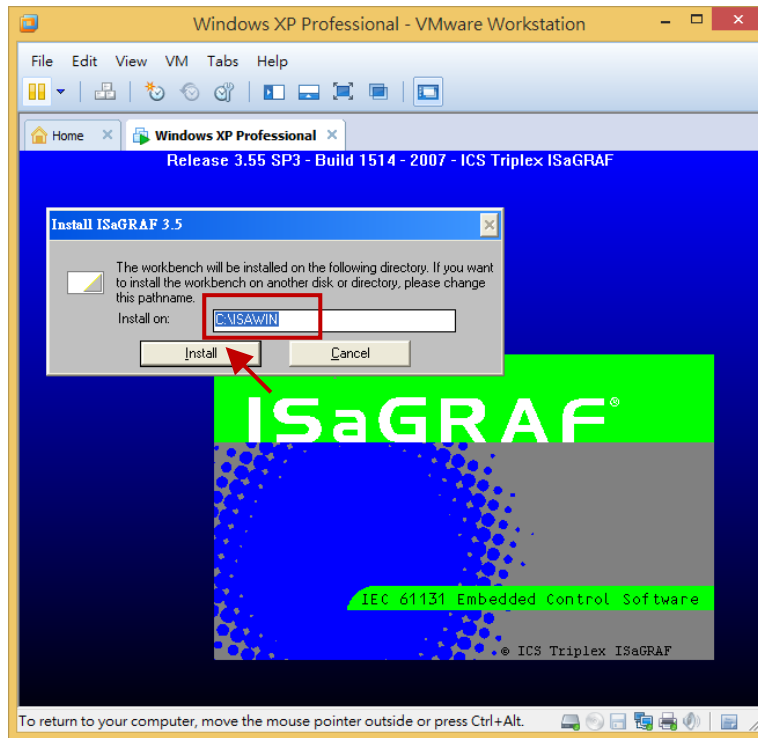 Windows XP Professional - VMware Workstation
File Edit View VM Tabs Help
Home
Windows XP Professional
Release 3.55 SP3 - Build 1514 - 2007 - ICS Triplex ISaGRAF
Install ISaGRAF 3.5
The workbench will be installed on the following directory. If you want
to install the workbench on another disk or directory, please change
this pathname.
Install on: C:\ISAWIN
Install Cancel
ISaGRAF®
IEC 61131 Embedded Control Software
© ICS Triplex ISaGRAF
To return to your computer, move the mouse pointer outside or press Ctrl+Alt.